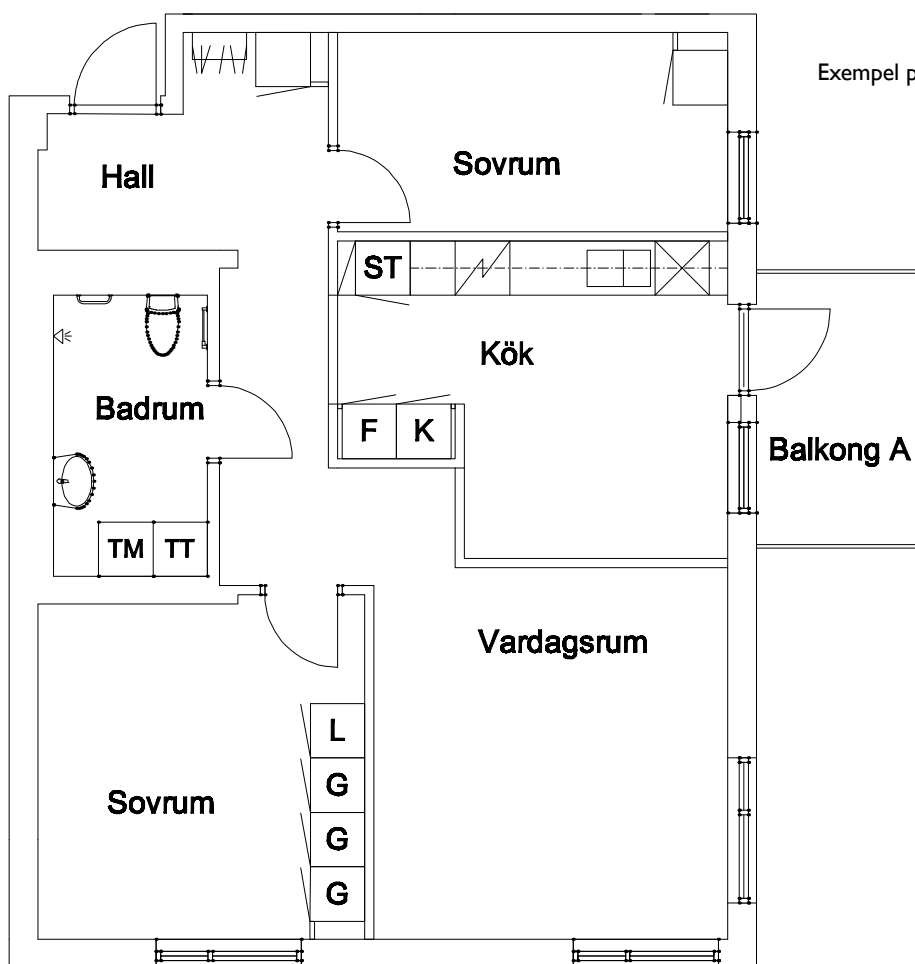 Exempel p
Hall
Sovrum
ST
Kök
Badrum
F K
Balkong A
TM TT
Vardagsrum
L
G
Sovrum
G
G